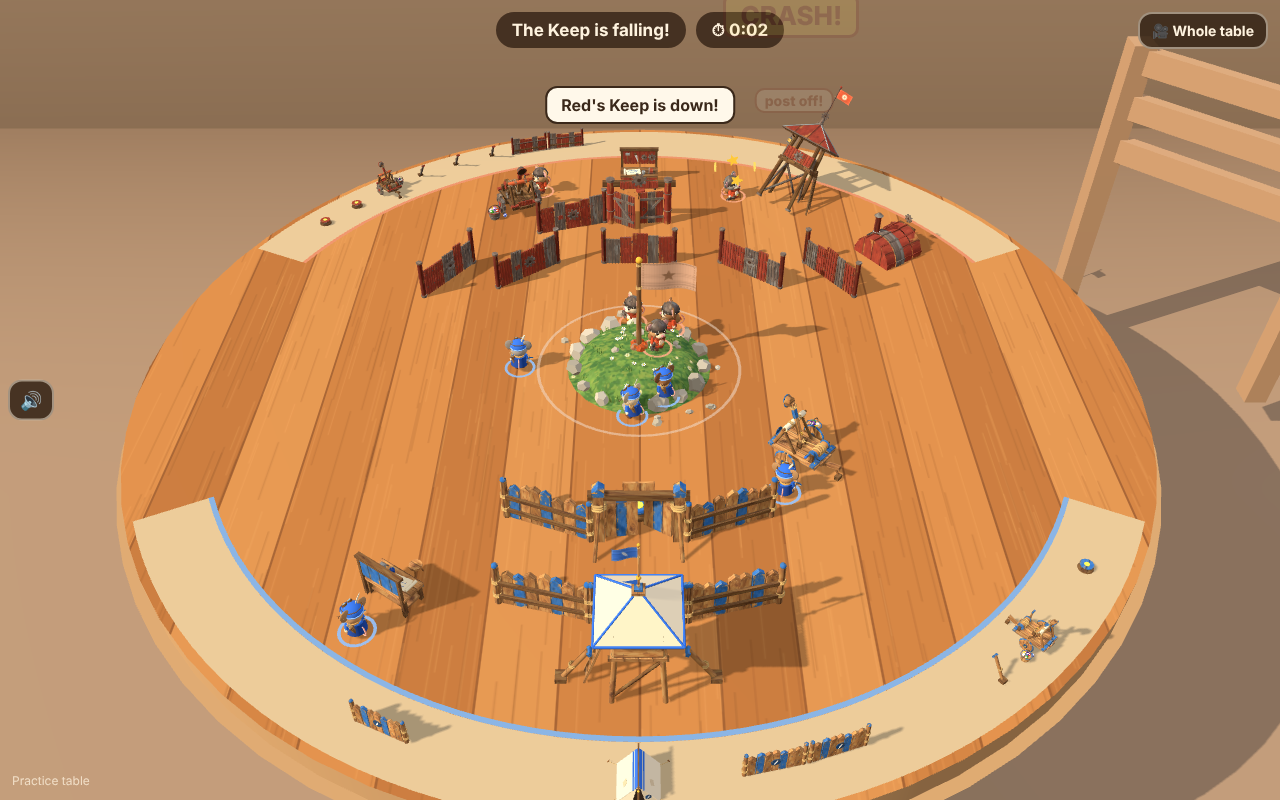 CRASH!
The Keep is falling!
⏱ 0:02
🎥 Whole table
Red's Keep is down!
post off!
Practice table